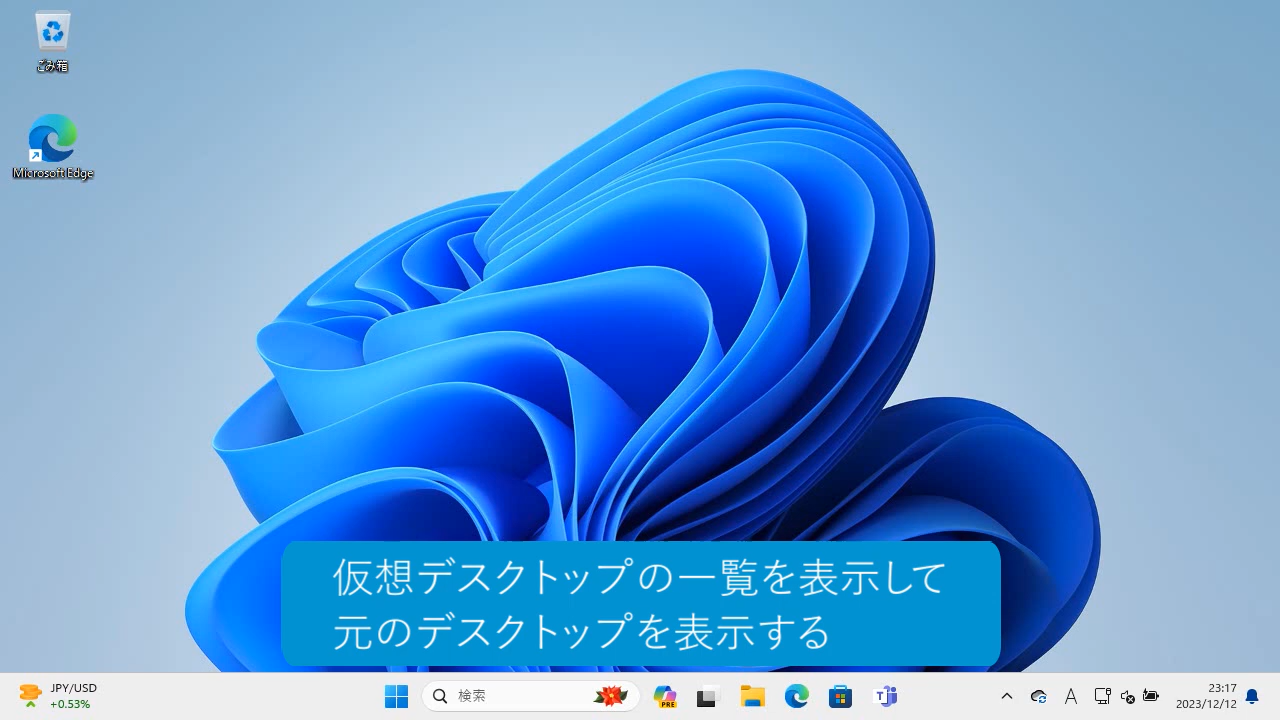 ごみ箱
Microsoft Edge
仮想デスクトップの一覧を表示して
元のデスクトップを表示する
JPY/USD
+0.53%
検索
PRE
T
A
23:17
2023/12/12